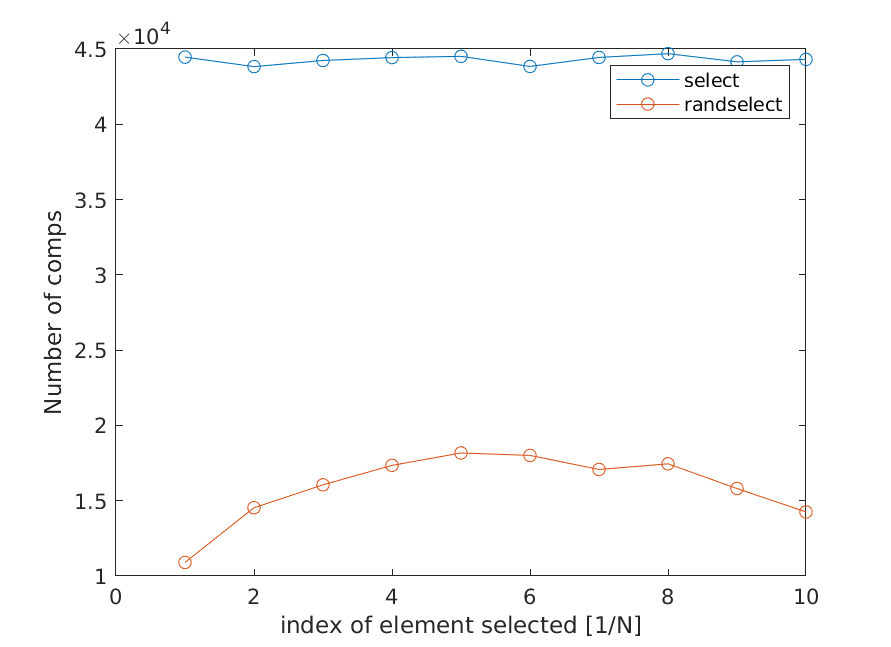 ×10^4
4.5
4
3.5
3
2.5
2
1.5
1
0 2 4 6 8 10
Number of comps
index of element selected [1/N]
select
randselect